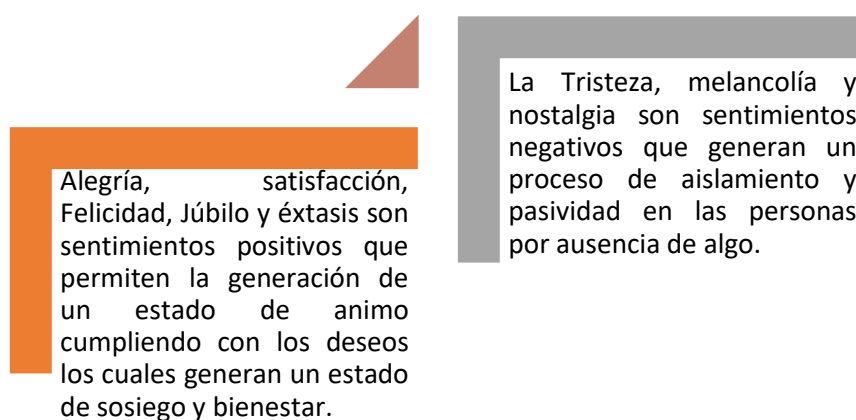 Alegría, satisfacción,
Felicidad, Júbilo y éxtasis son
sentimientos positivos que
permiten la generación de
un estado de animo
cumpliendo con los deseos
los cuales generan un estado
de sosiego y bienestar.
La Tristeza, melancolía y
nostalgia son sentimientos
negativos que generan un
proceso de aislamiento y
pasividad en las personas
por ausencia de algo.